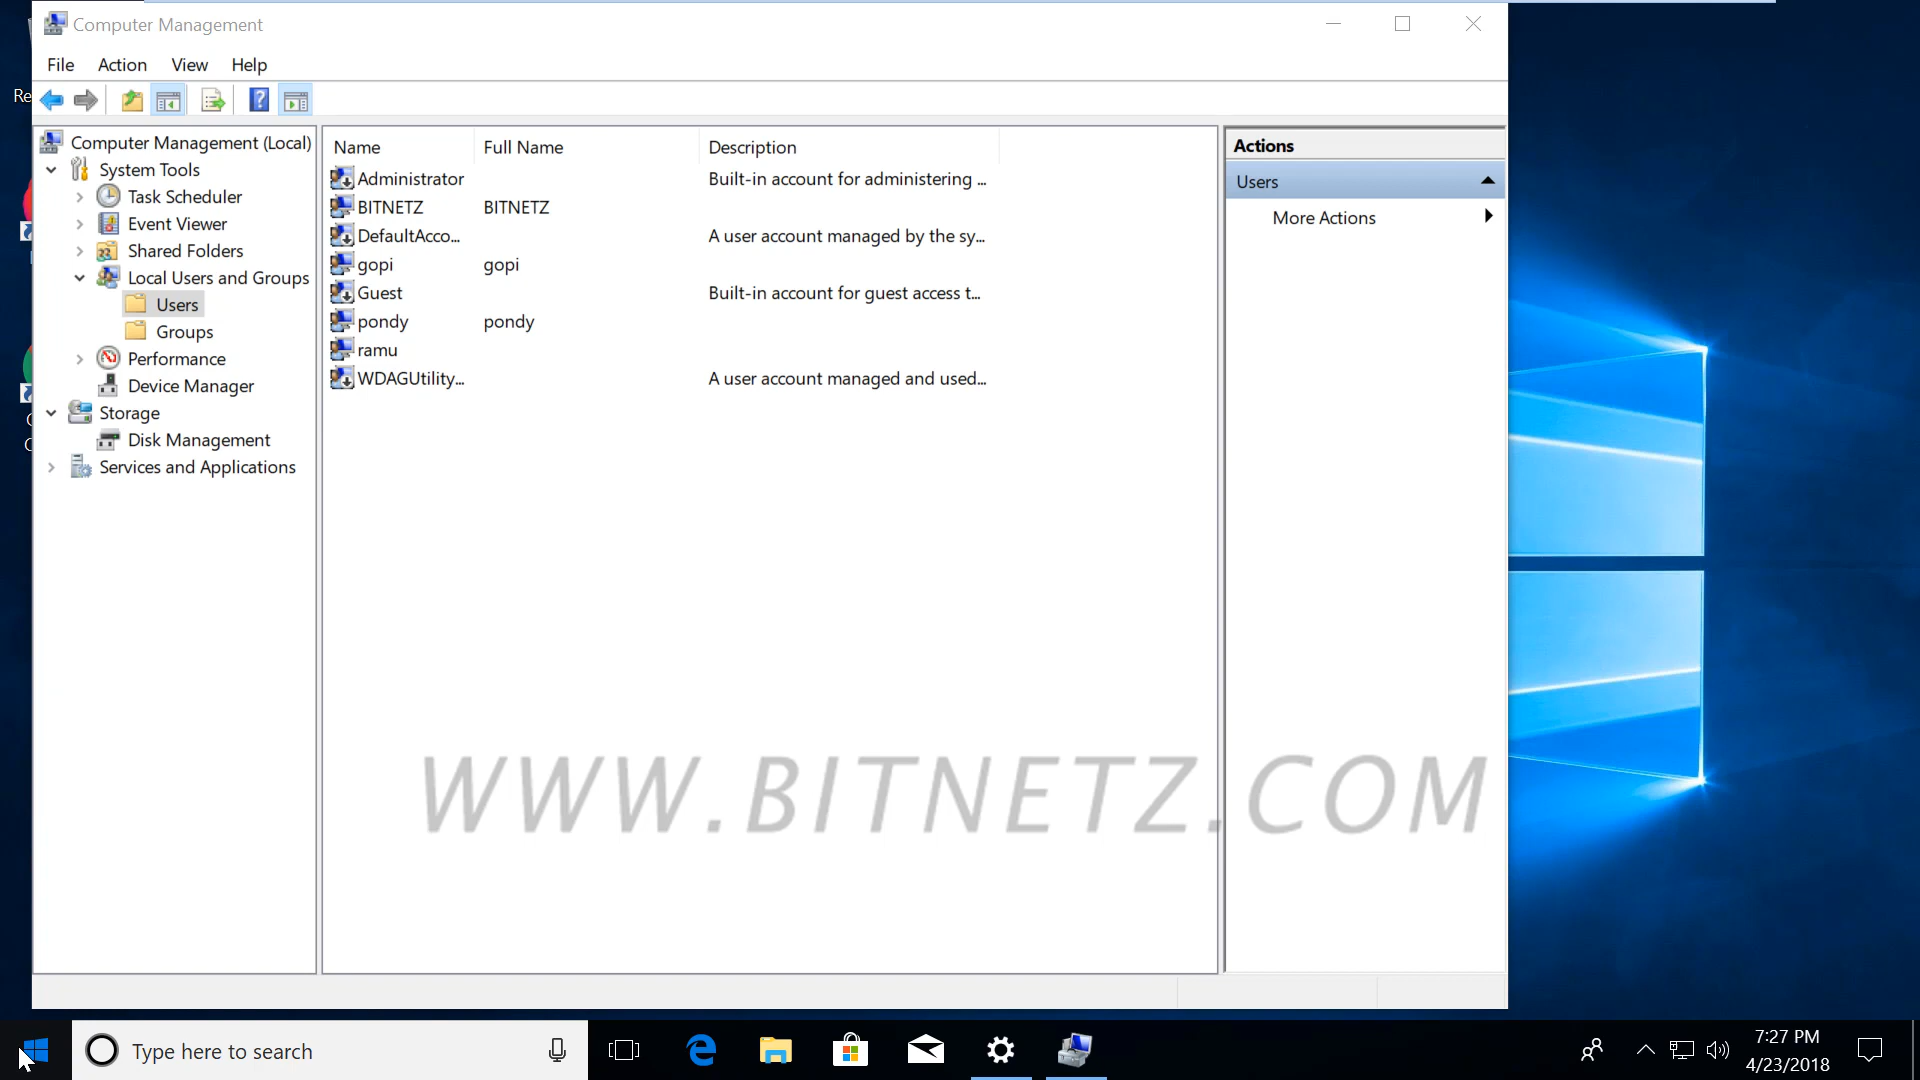 Computer Management
File Action View Help
Re
Computer Management (Local)
System Tools
Task Scheduler
Event Viewer
Shared Folders
Local Users and Groups
Users
Groups
Performance
Device Manager
Storage
Disk Management
Services and Applications
Name Full Name Description
Administrator Built-in account for administering ...
BITNETZ BITNETZ
DefaultAcco... A user account managed by the sy...
gopi gopi
Guest Built-in account for guest access t...
pondy pondy
ramu
WDAGUtility... A user account managed and used...
Actions
Users
More Actions
WWW.BITNETZ.COM
Type here to search
7:27 PM
4/23/2018